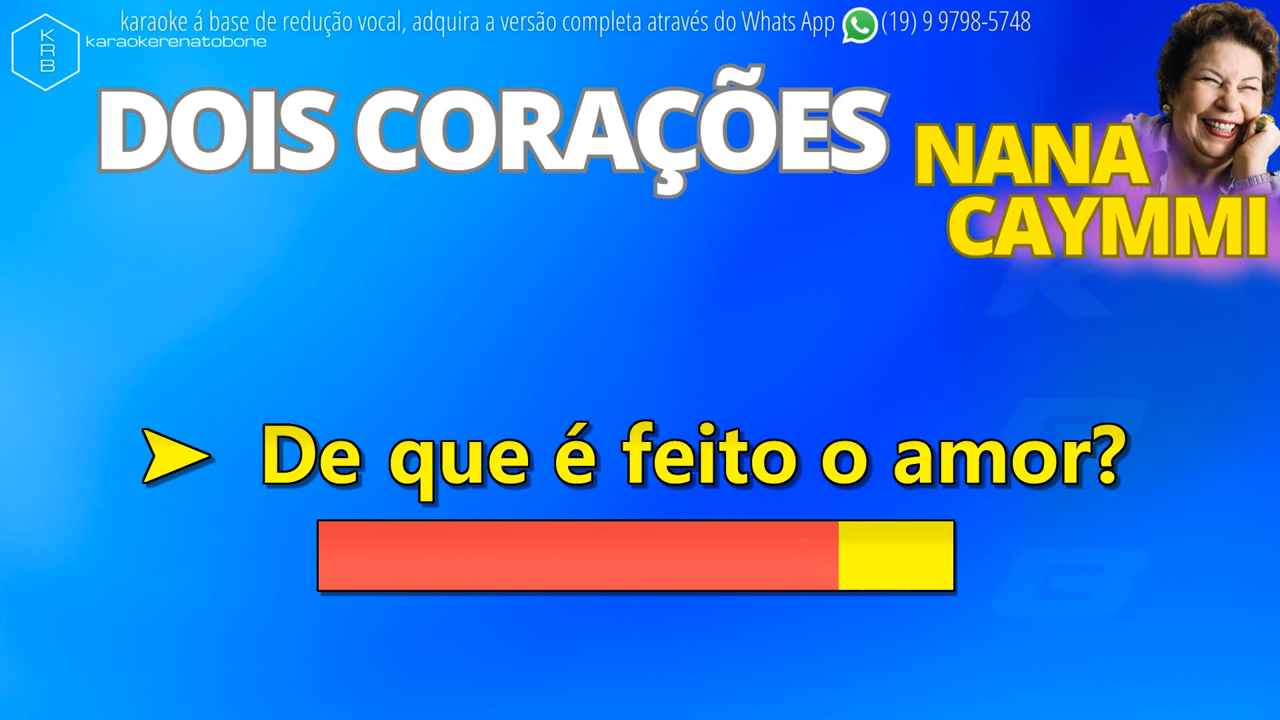 karaoke á base de redução vocal, adquira a versão completa através do Whats App (19) 9 9798-5748
KRB
karaokerenatobone
DOIS CORAÇÕES
NANA
CAYMMI
➤ De que é feito o amor?
K
B
B